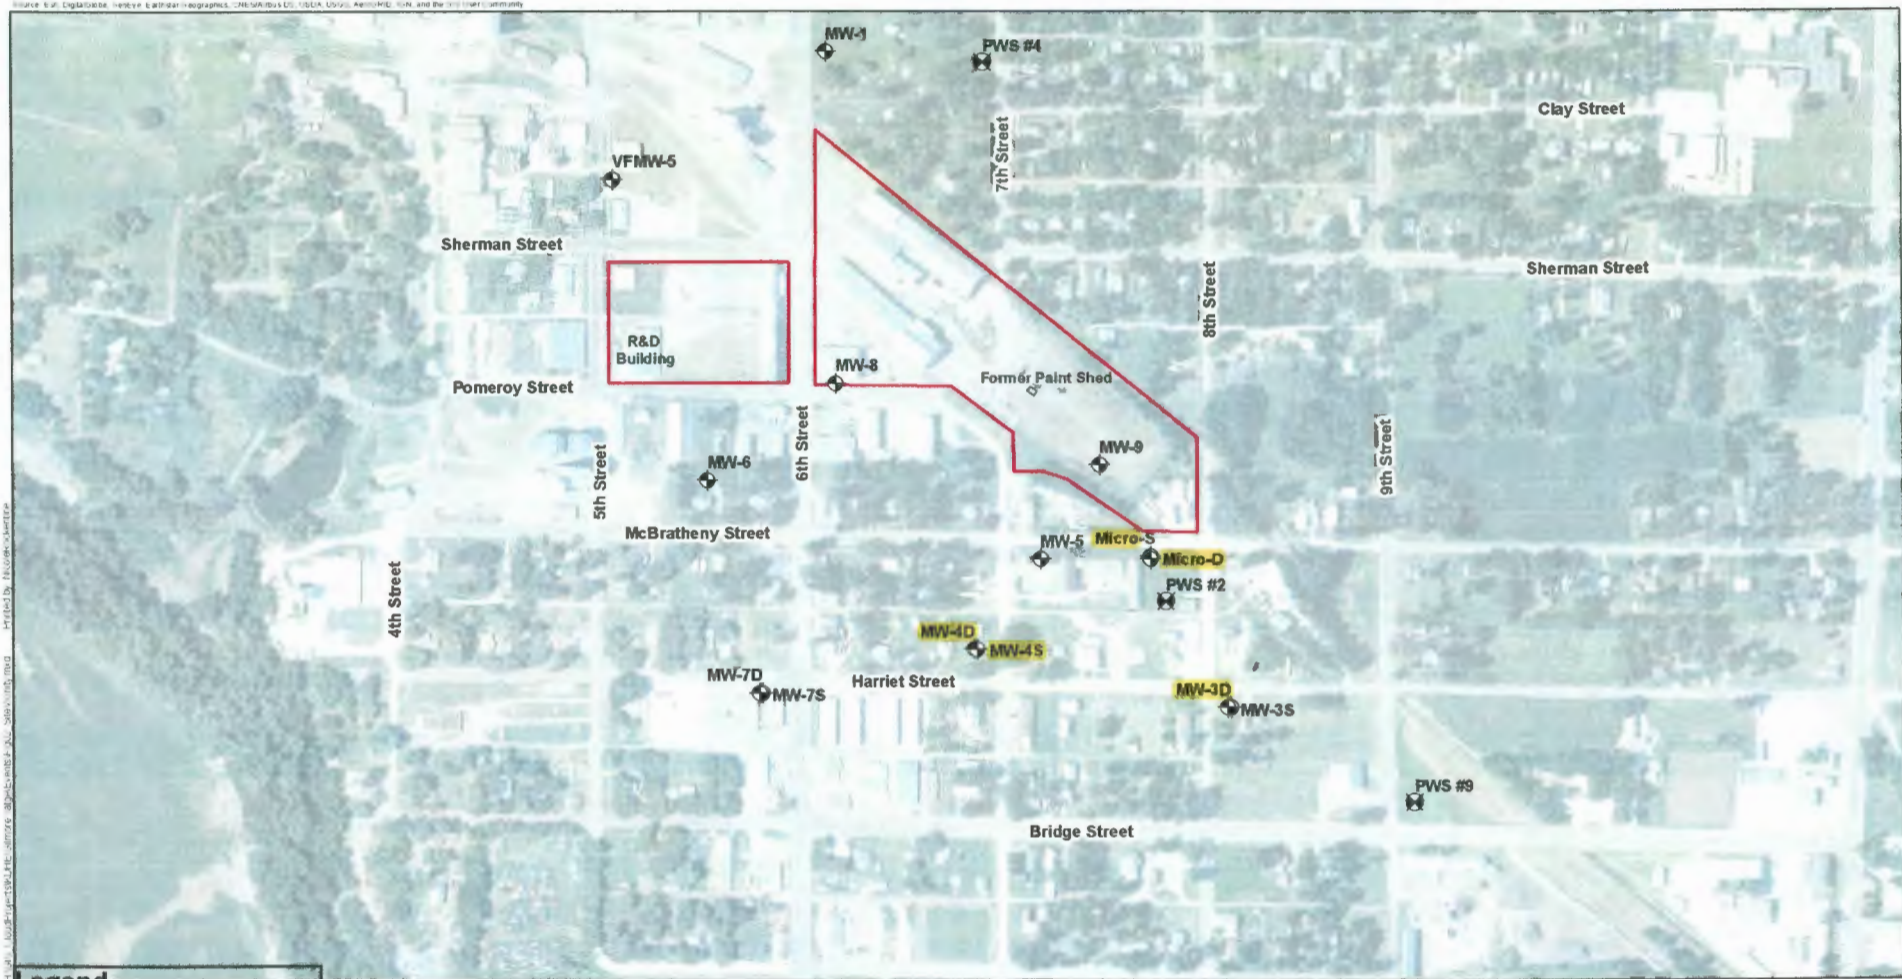 MW-1
PWS #4
Clay Street
7th Street
VFMW-5
Sherman Street
Sherman Street
8th Street
R&D
Building
MW-8
Former Paint Shed
Pomeroy Street
6th Street
9th Street
5th Street
MW-6
MW-9
McBratheny Street
Micro-S
MW-5
Micro-D
4th Street
PWS #2
MW-4D
MW-4S
MW-7D
MW-7S
Harriet Street
MW-3D
MW-3S
PWS #9
Bridge Street
Legend